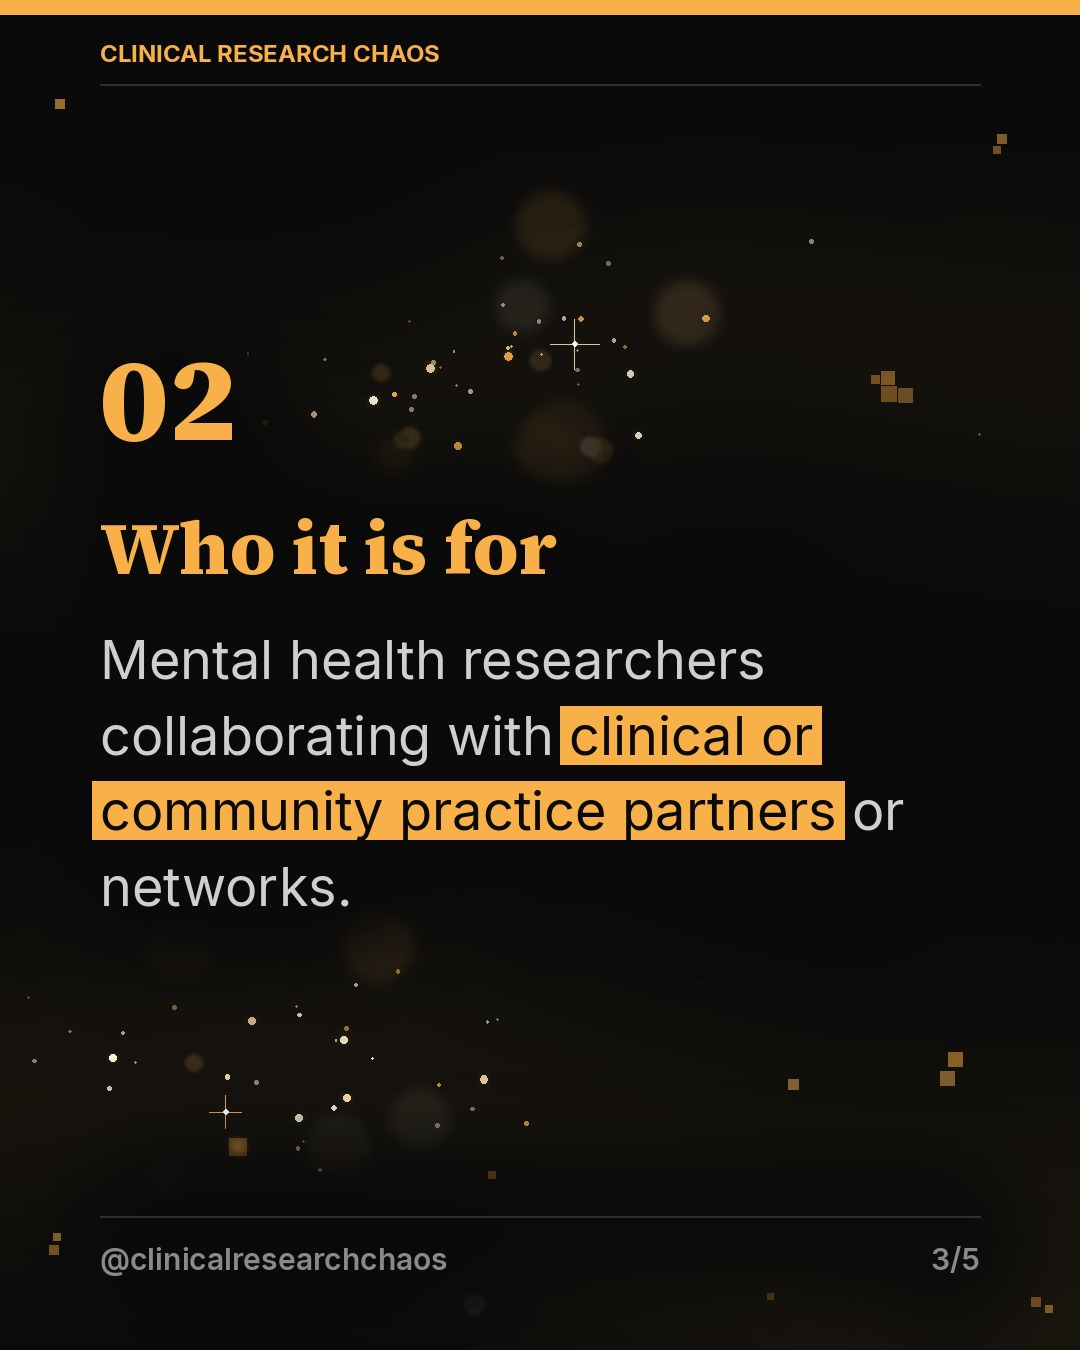 CLINICAL RESEARCH CHAOS
02
Who it is for
Mental health researchers
collaborating with clinical or
community practice partners or
networks.
@clinicalresearchchaos
3/5